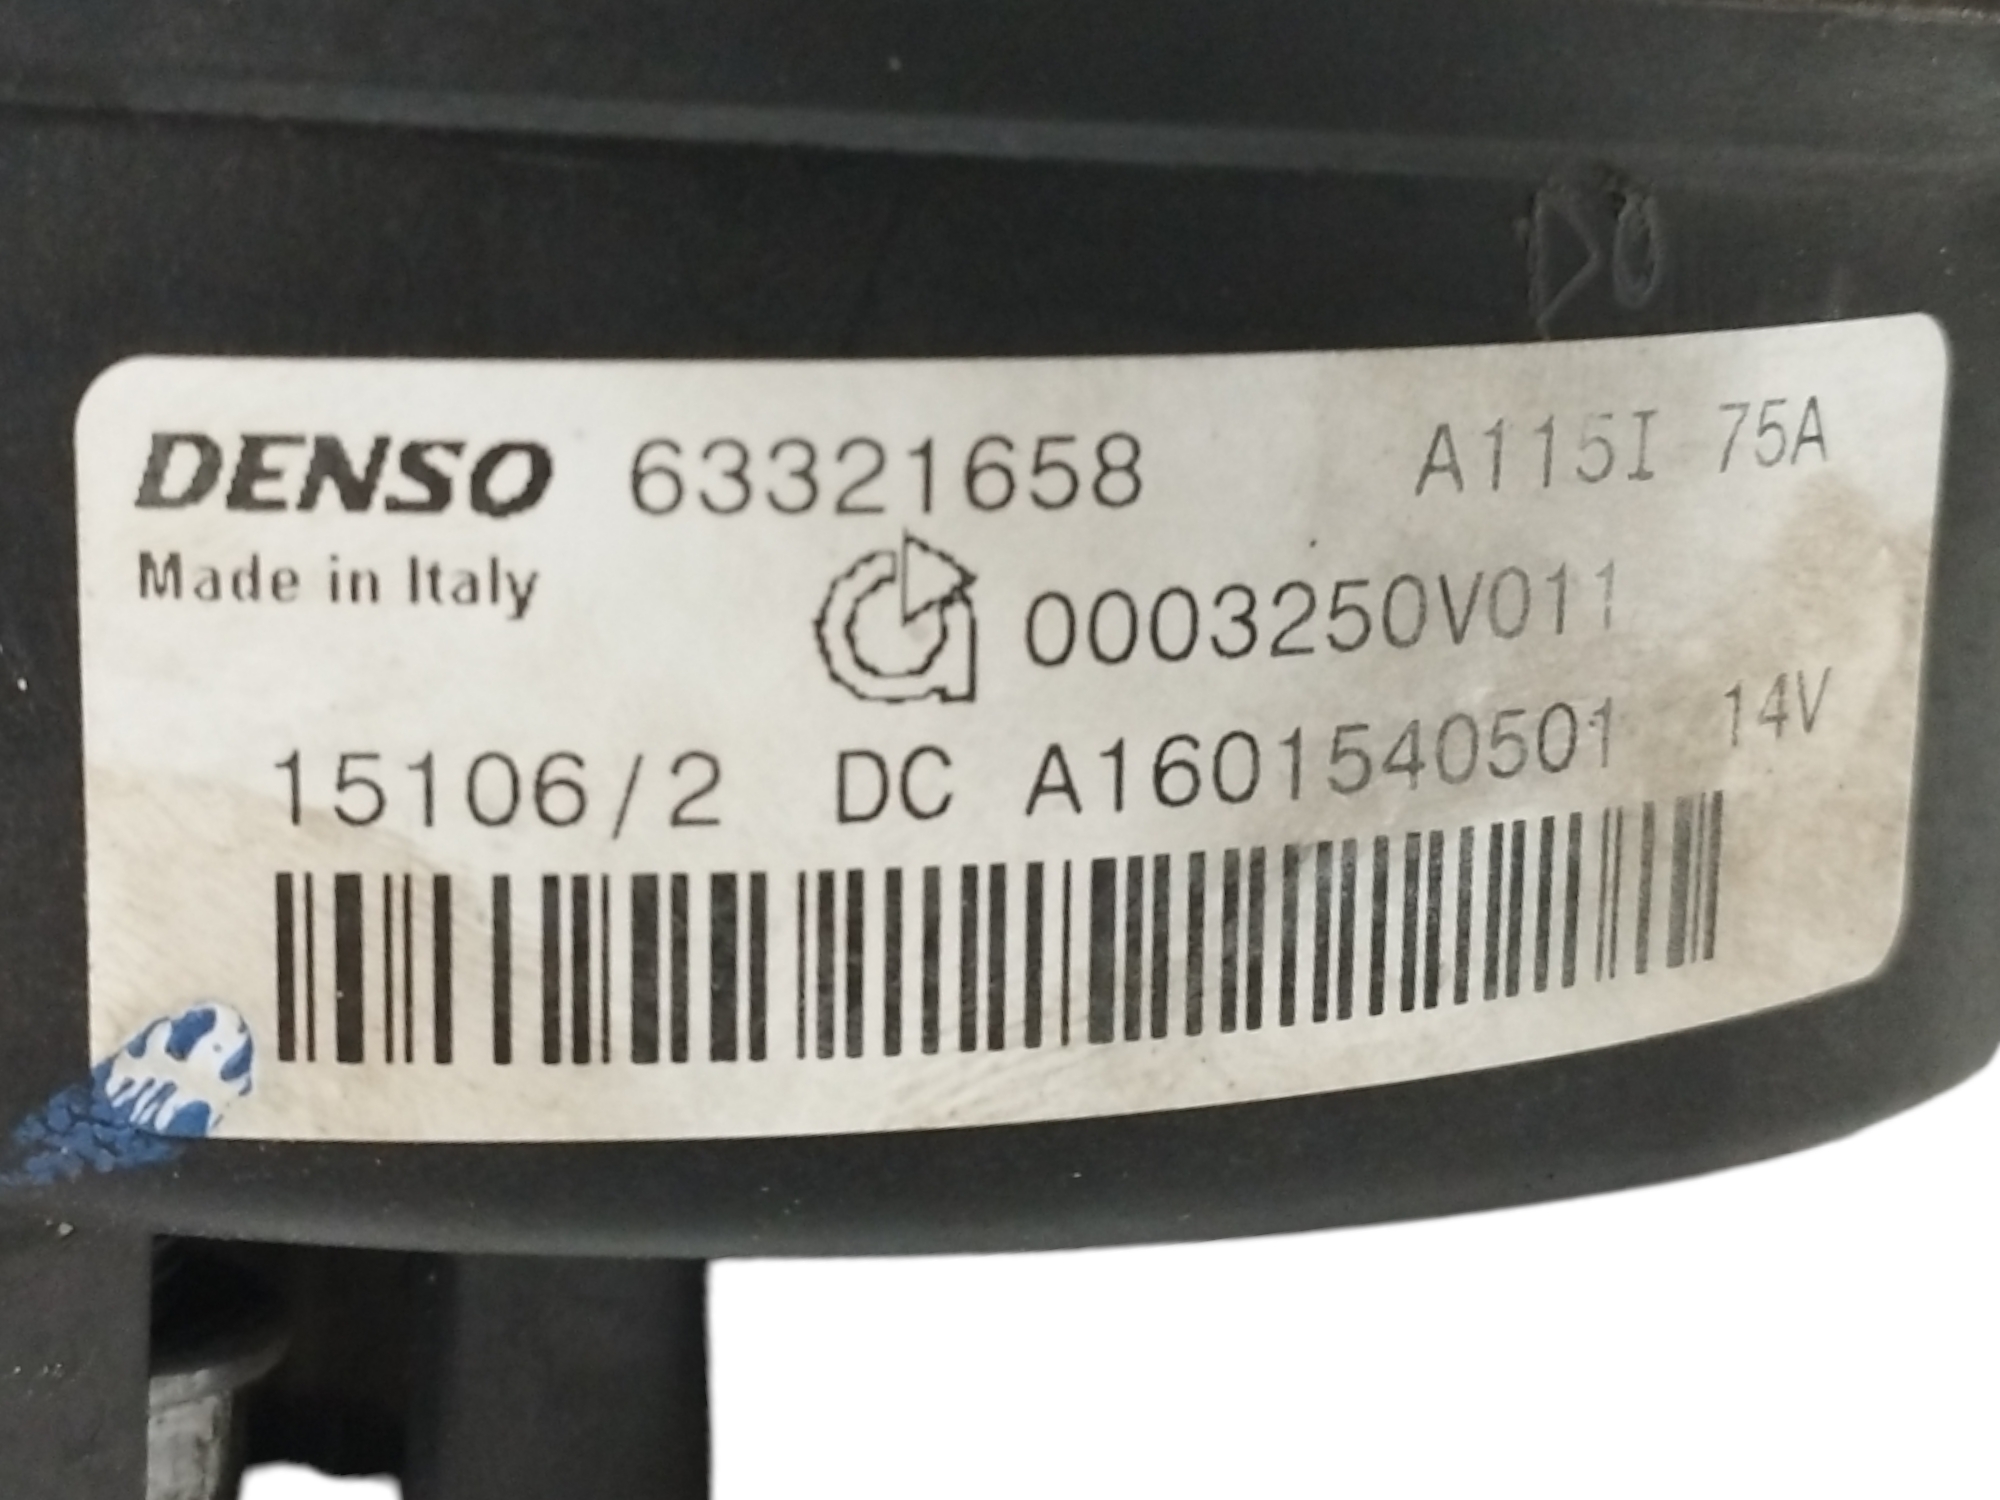 DENSO 63321658 A115I 75A
Made in Italy
0003250V011
15106/2 DC A1601540501 14V